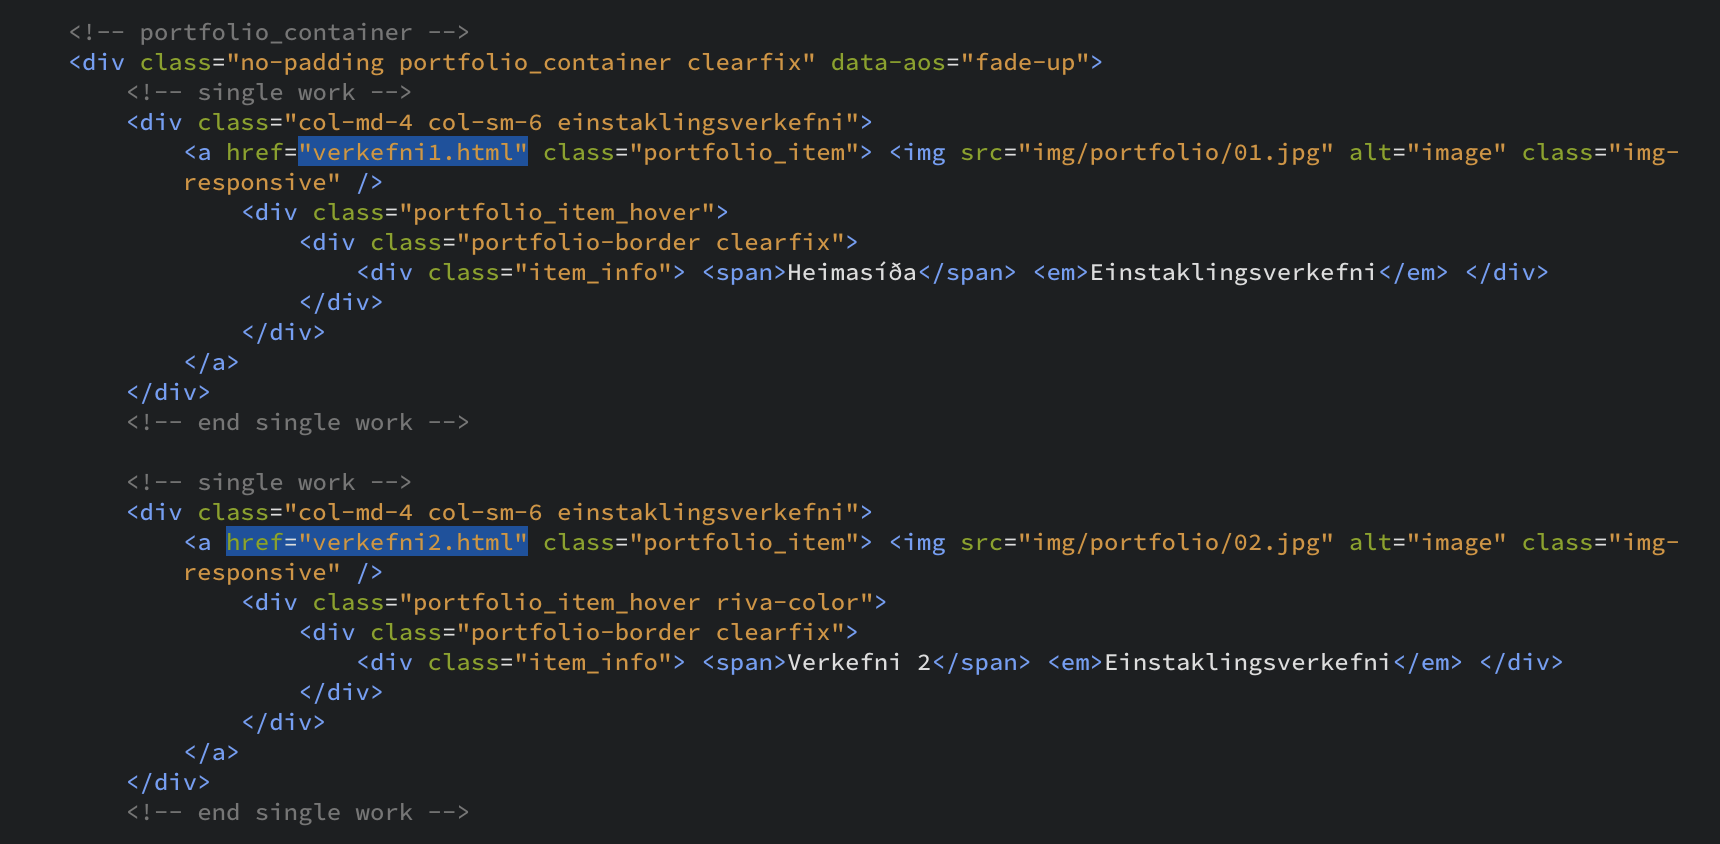 <!-- portfolio_container -->
<div class="no-padding portfolio_container clearfix" data-aos="fade-up">
<!-- single work -->
<div class="col-md-4 col-sm-6 einstaklingsverkefni">
<a href="verkefni1.html" class="portfolio_item"> <img src="img/portfolio/01.jpg" alt="image" class="img-
responsive" />
<div class="portfolio_item_hover">
<div class="portfolio-border clearfix">
<div class="item_info"> <span>Heimasíða</span> <em>Einstaklingsverkefni</em> </div>
</div>
</div>
</a>
</div>
<!-- end single work -->
<!-- single work -->
<div class="col-md-4 col-sm-6 einstaklingsverkefni">
<a href="verkefni2.html" class="portfolio_item"> <img src="img/portfolio/02.jpg" alt="image" class="img-
responsive" />
<div class="portfolio_item_hover riva-color">
<div class="portfolio-border clearfix">
<div class="item_info"> <span>Verkefni 2</span> <em>Einstaklingsverkefni</em> </div>
</div>
</div>
</a>
</div>
<!-- end single work -->